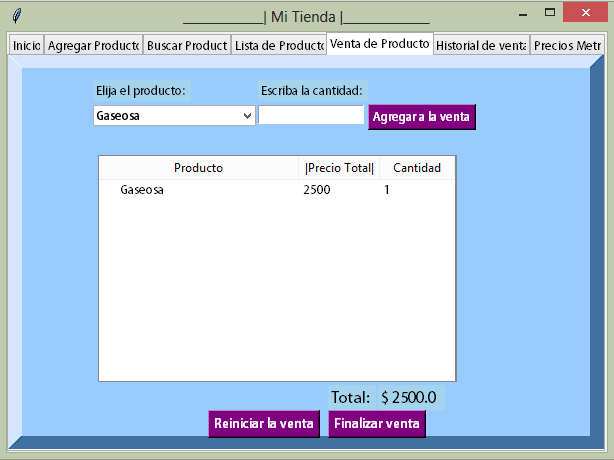 ___________| Mi Tienda |____________
Inicio Agregar Producto Buscar Product Lista de Producto Venta de Producto Historial de venta Precios Metr
Elija el producto: Escriba la cantidad:
Gaseosa Agregar a la venta
Producto |Precio Total| Cantidad
Gaseosa 2500 1
Total: $ 2500.0
Reiniciar la venta Finalizar venta